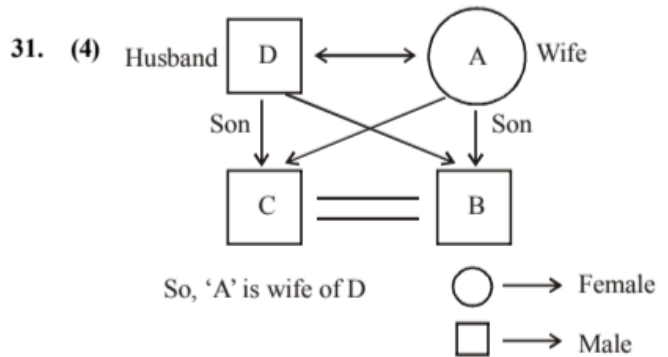 31. (4) Husband D A Wife
Son Son
C B
So, ‘A’ is wife of D
Female
Male